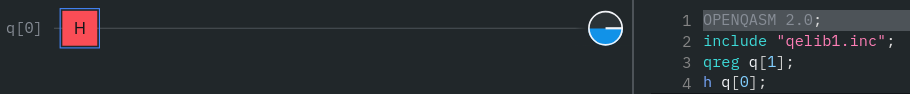 q[0] H
1 OPENQASM 2.0;
2 include "qelib1.inc";
3 qreg q[1];
4 h q[0];